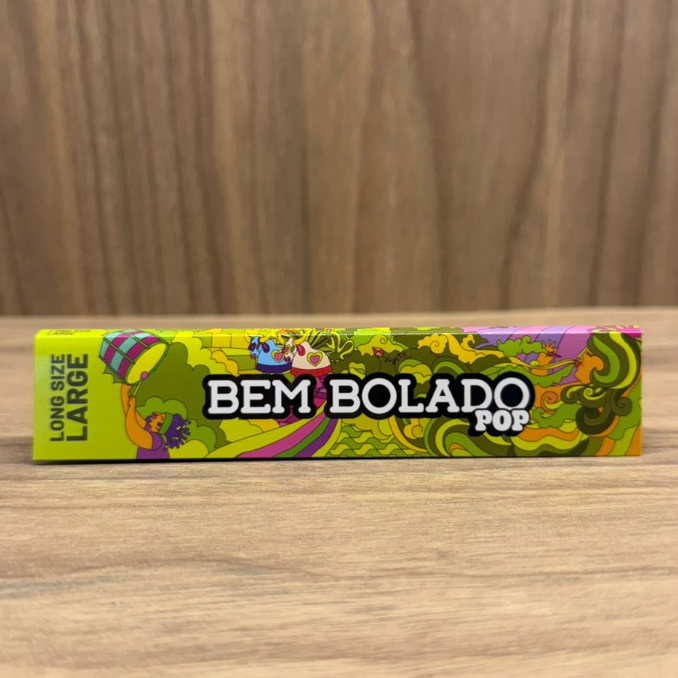 LONG SIZE
LARGE
BEM BOLADO
POP